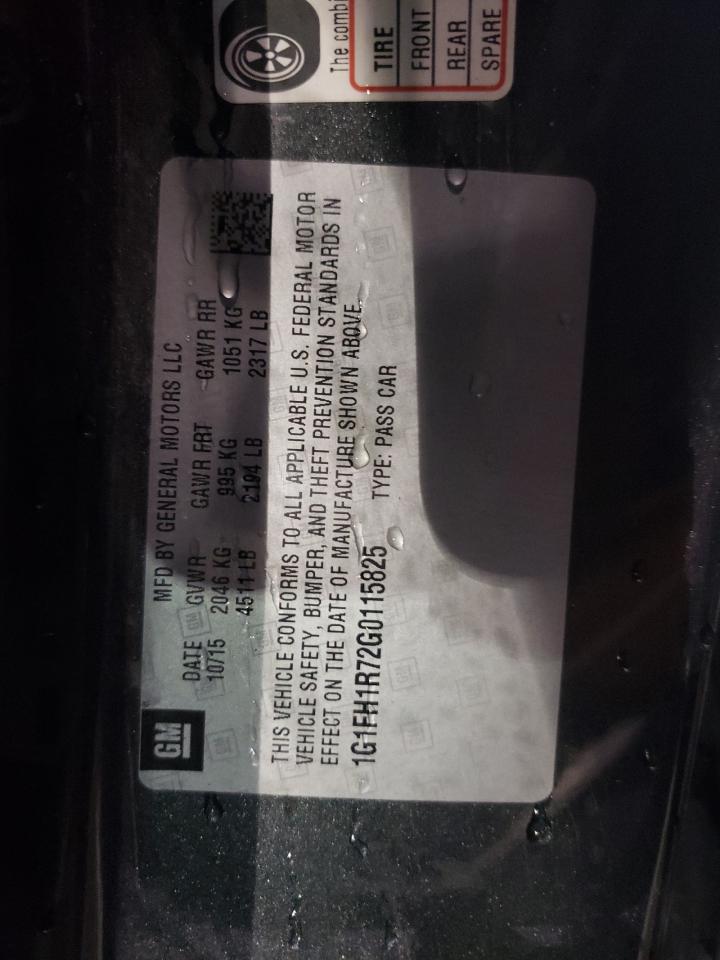 GM
MFD BY GENERAL MOTORS LLC
DATE GVWR GAWR FRT GAWR RR
10/15 2046 KG 995 KG 1051 KG
4511 LB 2194 LB 2317 LB
THIS VEHICLE CONFORMS TO ALL APPLICABLE U.S. FEDERAL MOTOR
VEHICLE SAFETY, BUMPER, AND THEFT PREVENTION STANDARDS IN
EFFECT ON THE DATE OF MANUFACTURE SHOWN ABOVE.
1G1FH1R72G0115825 TYPE: PASS CAR
The combi
TIRE
FRONT
REAR
SPARE